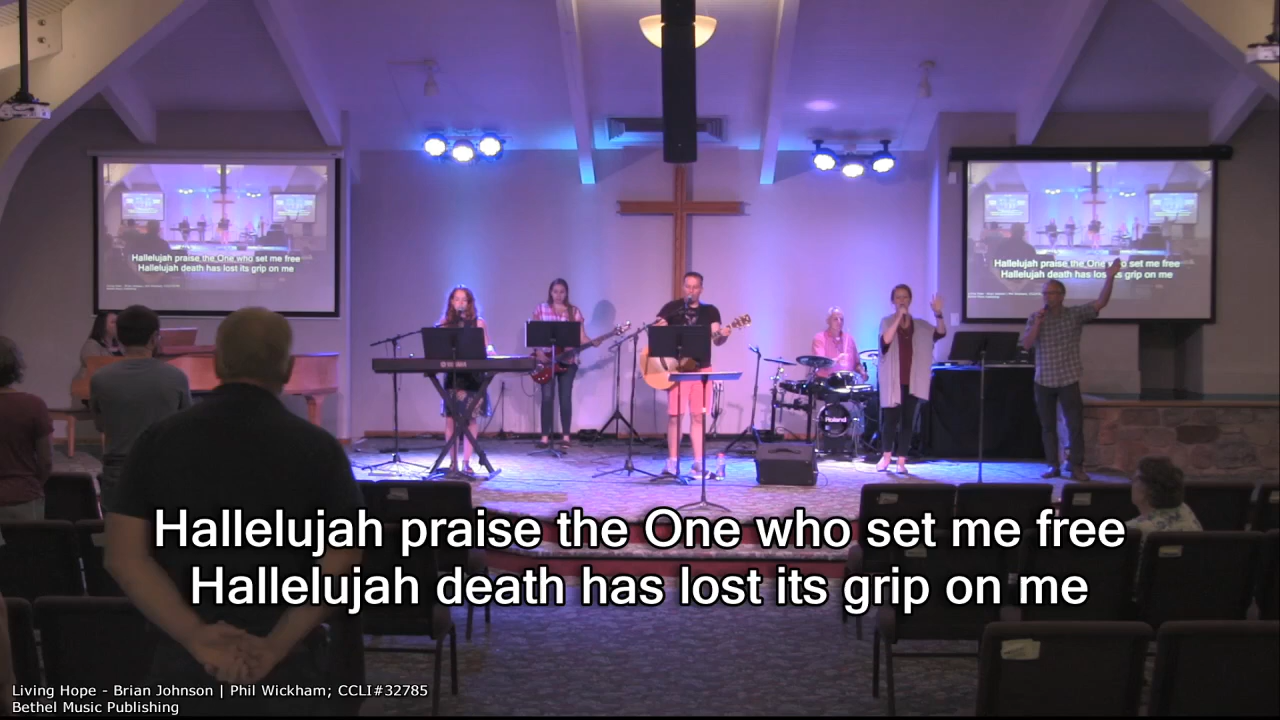 Hallelujah praise the One who set me free
Hallelujah death has lost its grip on me
Hallelujah praise the One who set me free
Hallelujah death has lost its grip on me
Roland
Hallelujah praise the One who set me free
Hallelujah death has lost its grip on me
Living Hope - Brian Johnson | Phil Wickham; CCLI#32785
Bethel Music Publishing